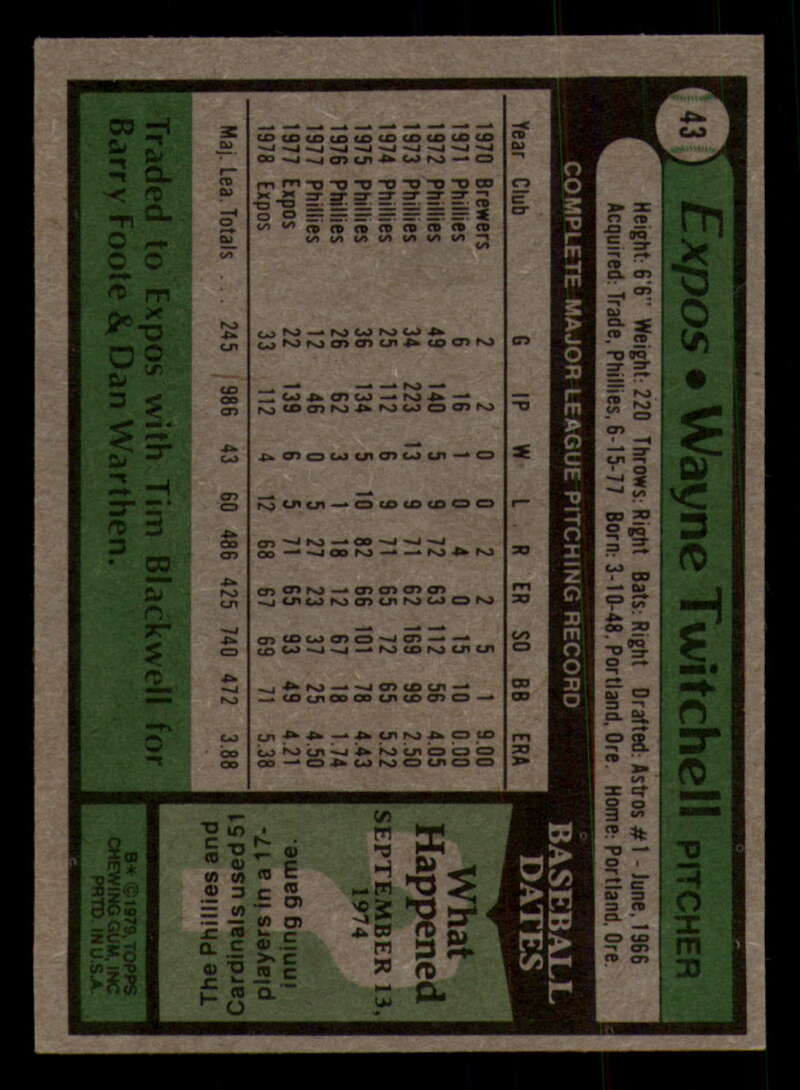 43
Expos • Wayne Twitchell PITCHER
Height: 6'6" Weight: 220 Throws: Right Bats: Right Drafted: Astros #1 - June, 1966
Acquired: Trade, Phillies, 6-15-77 Born: 3-10-48, Portland, Ore. Home: Portland, Ore.
COMPLETE MAJOR LEAGUE PITCHING RECORD
Year Club G IP W L R ER SO BB ERA
1970 Brewers 2 2 0 0 2 2 5 1 9.00
1971 Phillies 6 16 1 0 4 0 15 10 0.00
1972 Phillies 49 140 5 9 72 63 112 56 4.05
1973 Phillies 34 223 13 9 71 62 169 99 2.50
1974 Phillies 25 112 6 9 71 65 72 65 5.22
1975 Phillies 36 134 5 10 82 66 101 78 4.43
1976 Phillies 26 62 3 1 18 12 67 18 1.74
1977 Phillies 12 46 0 5 27 23 37 25 4.50
1977 Expos 22 139 6 5 71 65 93 49 4.21
1978 Expos 33 112 4 12 68 67 69 71 5.38
Maj. Lea. Totals ... 245 986 43 60 486 425 740 472 3.88
Traded to Expos with Tim Blackwell for
Barry Foote & Dan Warthen.
BASEBALL
DATES
What
Happened
SEPTEMBER 13,
1974
?
The Phillies and
Cardinals used 51
players in a 17-
inning game.
B* ©1979, TOPPS
CHEWING GUM, INC
PRTD. IN U.S.A.